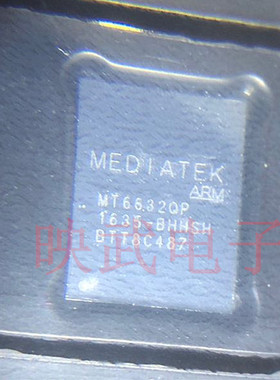 MEDIATEK
ARM
MT6632QP
1635-BHHSH
BTT8C482
映武电子